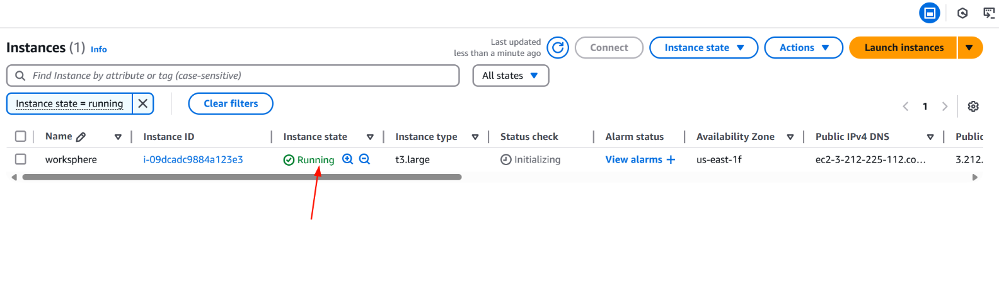 Instances (1) Info
Last updated
less than a minute ago
Connect
Instance state
Actions
Launch instances
Find Instance by attribute or tag (case-sensitive)
All states
Instance state = running
Clear filters
1
Name Instance ID Instance state Instance type Status check Alarm status Availability Zone Public IPv4 DNS Public
worksphere i-09dcadc9884a123e3 Running t3.large Initializing View alarms + us-east-1f ec2-3-212-225-112.co... 3.212.